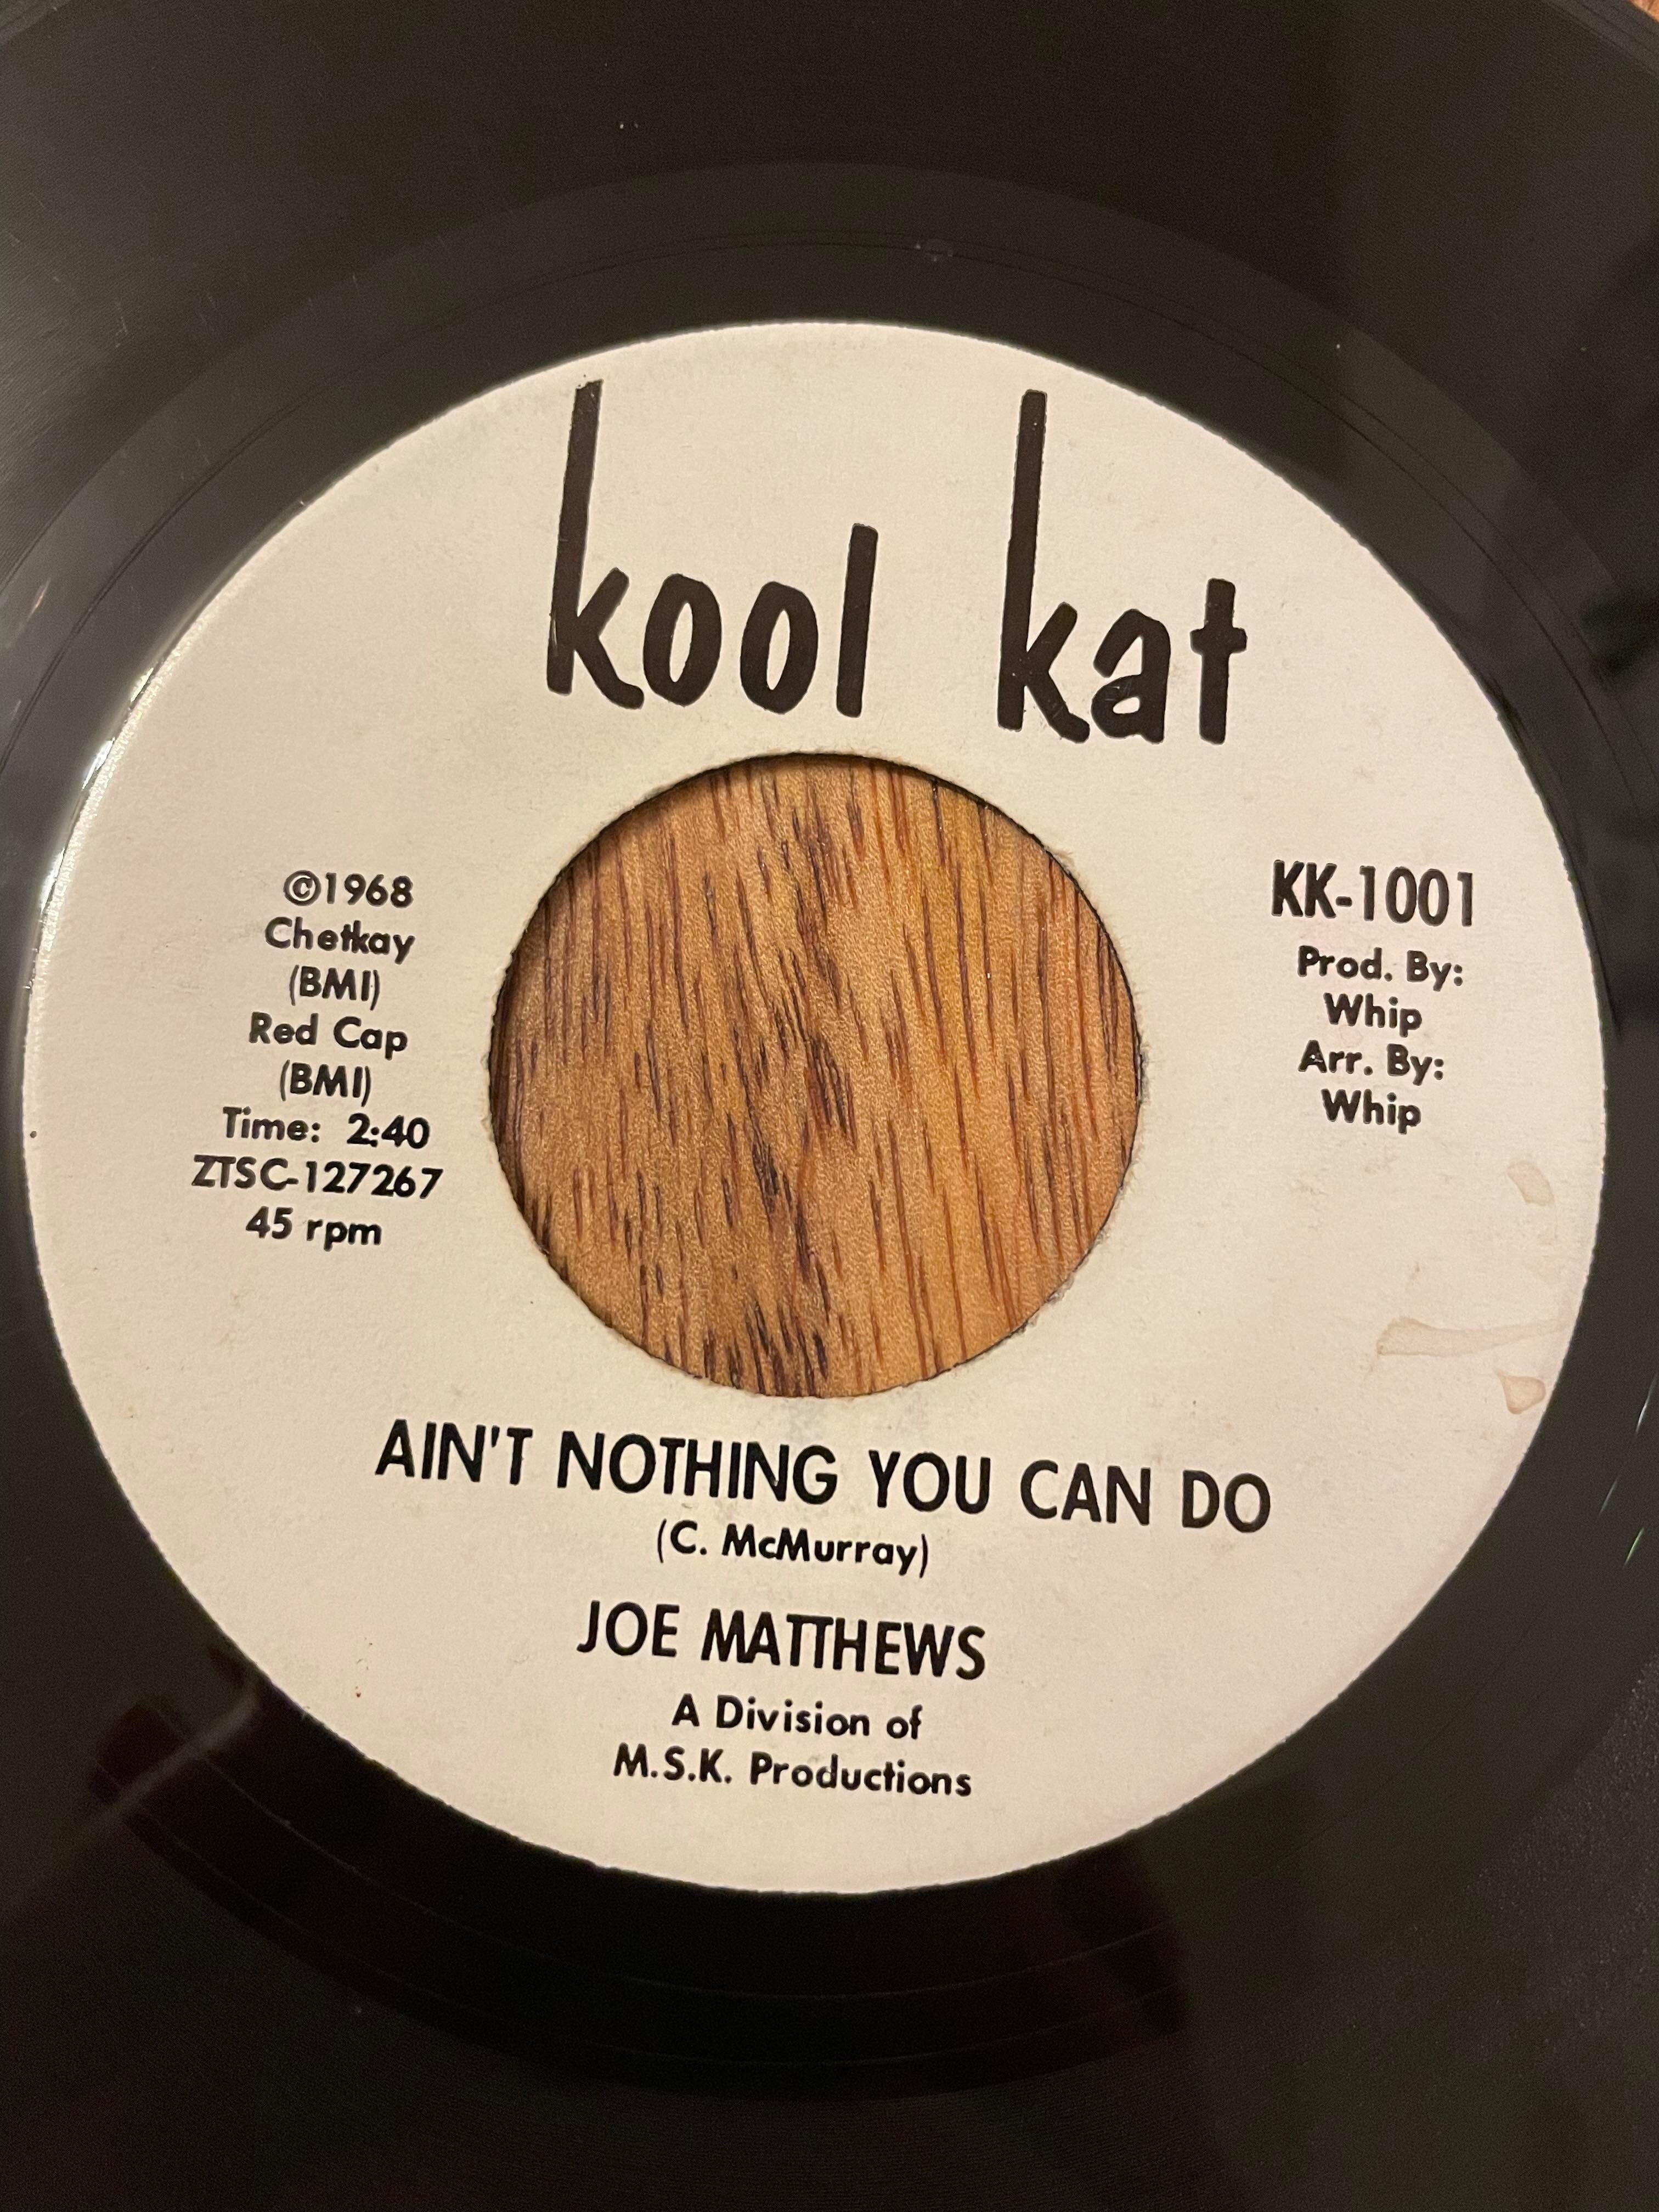 kool kat
©1968
Chetkay
(BMI)
Red Cap
(BMI)
Time: 2:40
ZTSC-127267
45 rpm
KK-1001
Prod. By:
Whip
Arr. By:
Whip
AIN'T NOTHING YOU CAN DO
(C. McMurray)
JOE MATTHEWS
A Division of
M.S.K. Productions